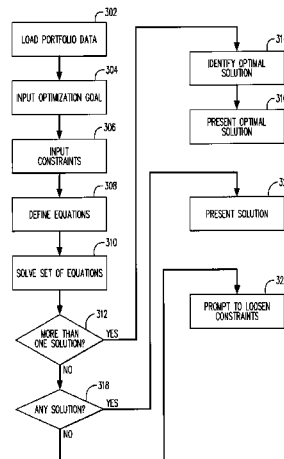 302
LOAD PORTFOLIO DATA
304
INPUT OPTIMIZATION GOAL
306
INPUT
CONSTRAINTS
308
DEFINE EQUATIONS
310
SOLVE SET OF EQUATIONS
312
MORE THAN
ONE SOLUTION?
YES
NO
318
ANY SOLUTION?
YES
NO
IDENTIFY OPTIMAL
SOLUTION
PRESENT OPTIMAL
SOLUTION
PRESENT SOLUTION
PROMPT TO LOOSEN
CONSTRAINTS